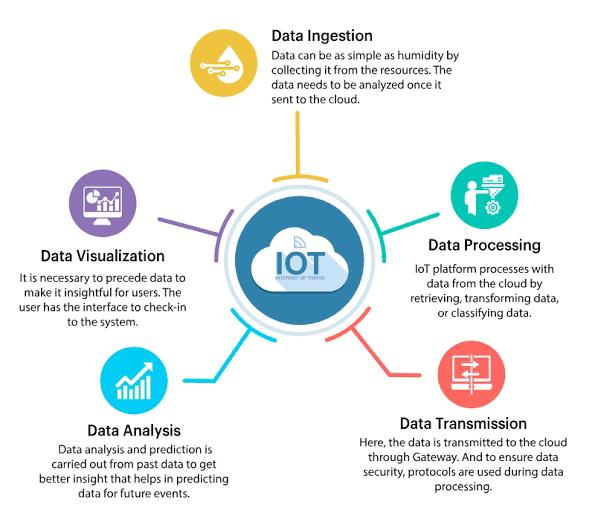 Data Ingestion
Data can be as simple as humidity by
collecting it from the resources. The
data needs to be analyzed once it
sent to the cloud.
Data Visualization
It is necessary to precede data to
make it insightful for users. The
user has the interface to check-in
to the system.
IOT
INTERNET OF THINGS
Data Processing
IoT platform processes with
data from the cloud by
retrieving, transforming data,
or classifying data.
Data Analysis
Data analysis and prediction is
carried out from past data to get
better insight that helps in predicting
data for future events.
Data Transmission
Here, the data is transmitted to the cloud
through Gateway. And to ensure data
security, protocols are used during data
processing.